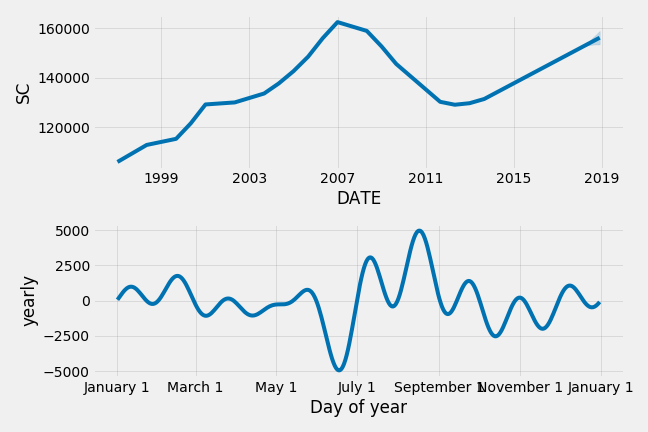 160000
140000
120000
SC
1999 2003 2007 2011 2015 2019
DATE
5000
2500
0
−2500
−5000
yearly
January 1 March 1 May 1 July 1 September 1 November 1 January 1
Day of year